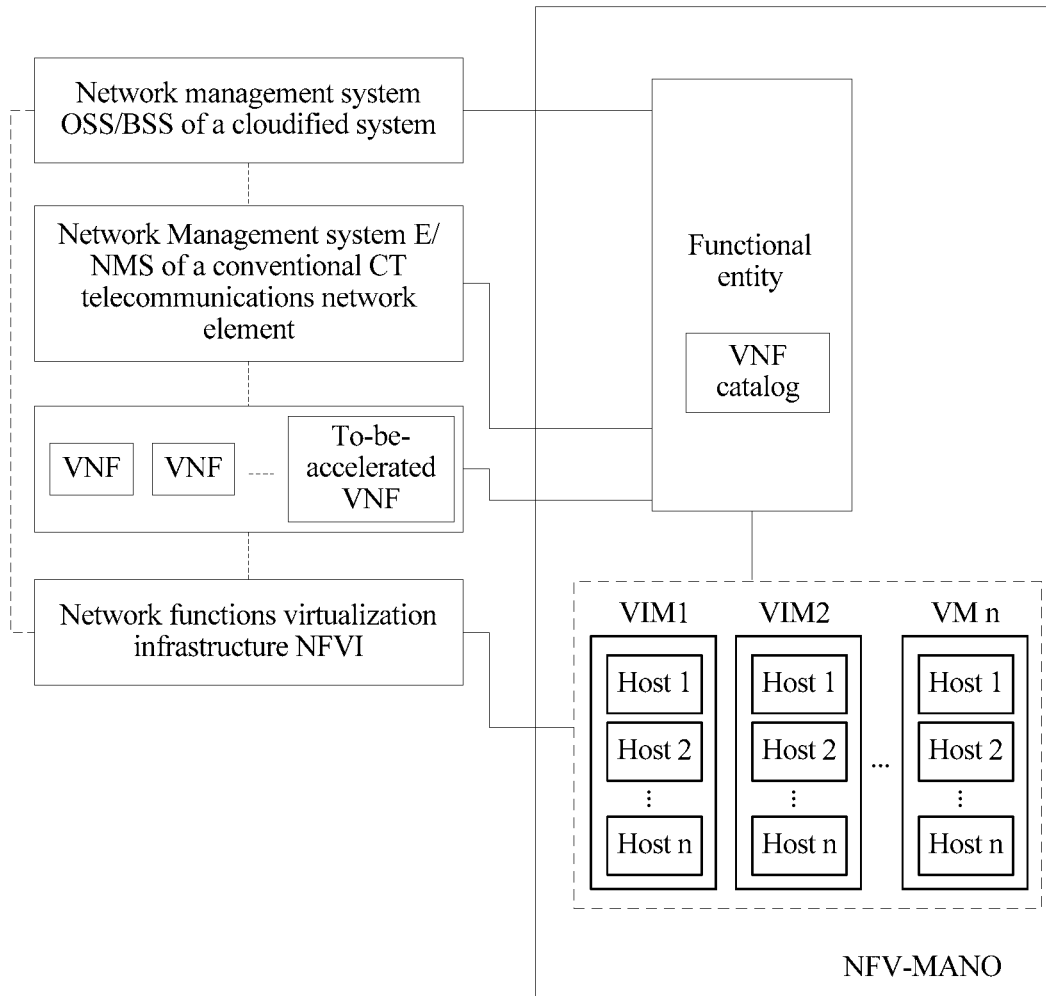 Network management system
OSS/BSS of a cloudified system
Network Management system E/
NMS of a conventional CT
telecommunications network
element
VNF
VNF
To-be-
accelerated
VNF
Network functions virtualization
infrastructure NFVI
Functional
entity
VNF
catalog
VIM1
Host 1
Host 2
Host n
VIM2
Host 1
Host 2
Host n
...
VM n
Host 1
Host 2
Host n
NFV-MANO